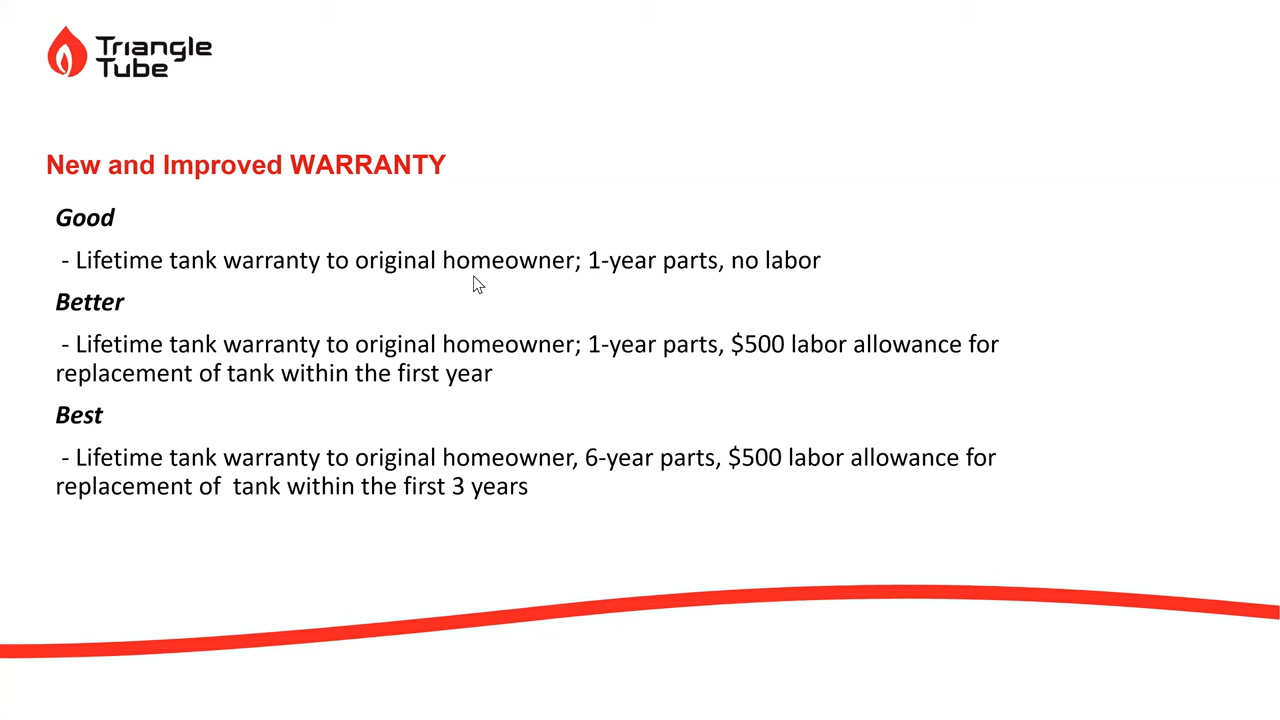 Triangle
Tube
New and Improved WARRANTY
Good
- Lifetime tank warranty to original homeowner; 1-year parts, no labor
Better
- Lifetime tank warranty to original homeowner; 1-year parts, $500 labor allowance for
replacement of tank within the first year
Best
- Lifetime tank warranty to original homeowner, 6-year parts, $500 labor allowance for
replacement of  tank within the first 3 years